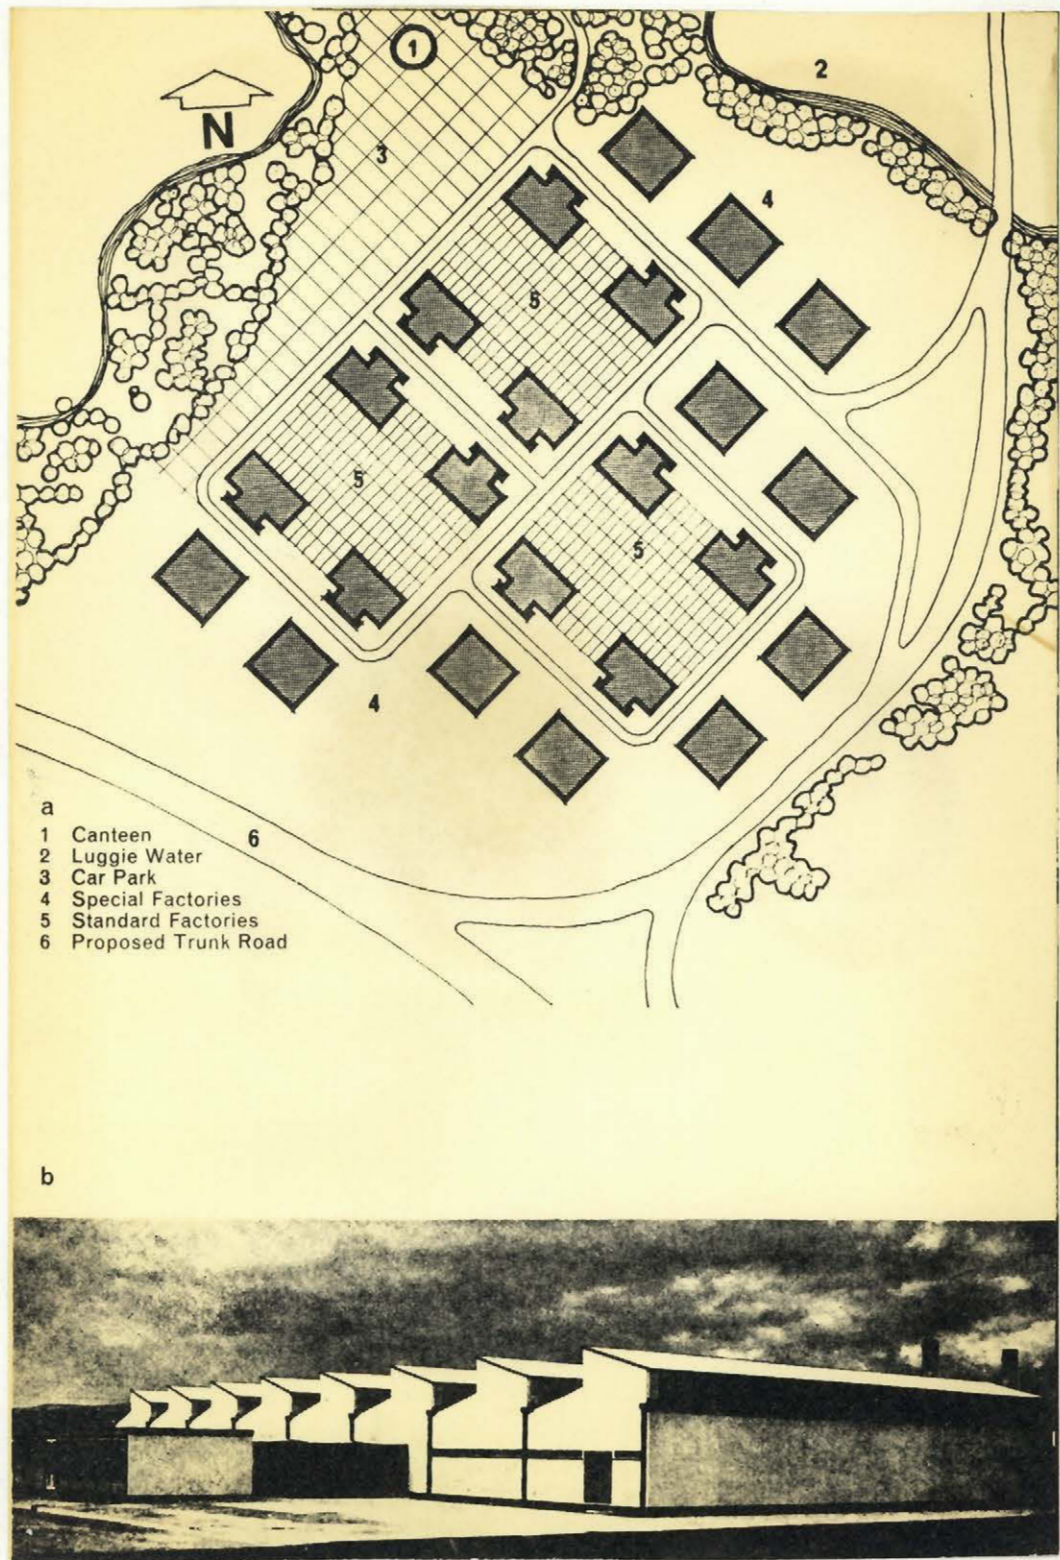 1
2
N
3
4
5
5
5
4
6
a
1 Canteen
2 Luggie Water
3 Car Park
4 Special Factories
5 Standard Factories
6 Proposed Trunk Road
b